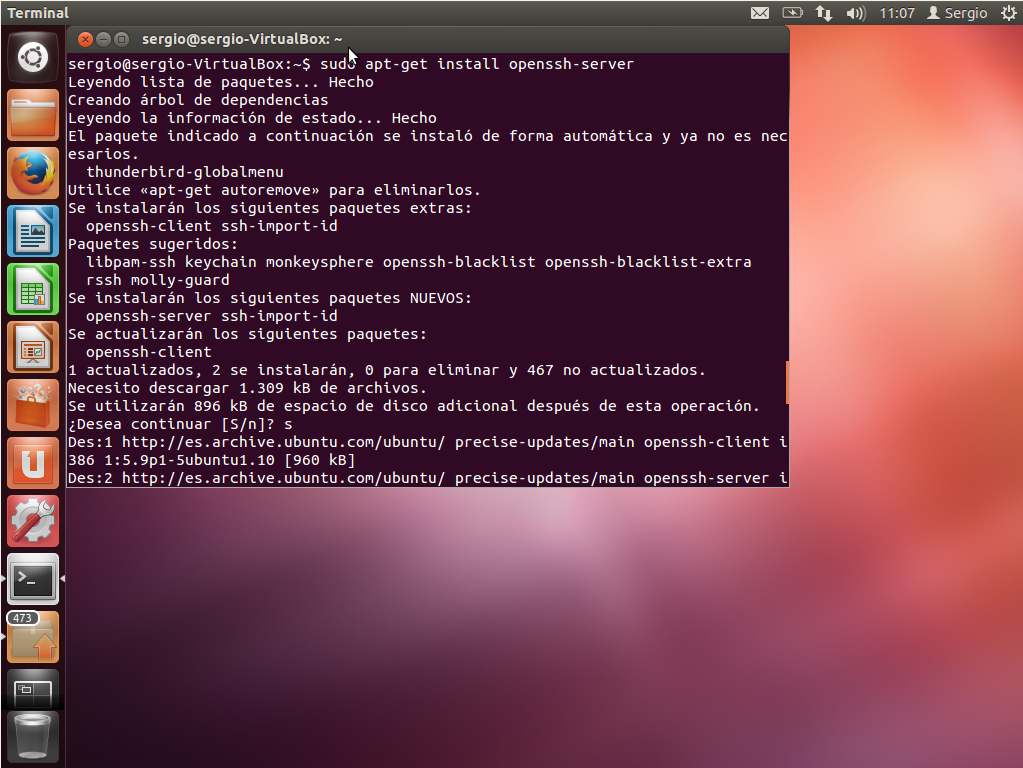 Terminal
11:07 Sergio
sergio@sergio-VirtualBox: ~
sergio@sergio-VirtualBox:~$ sudo apt-get install openssh-server
Leyendo lista de paquetes... Hecho
Creando árbol de dependencias
Leyendo la información de estado... Hecho
El paquete indicado a continuación se instaló de forma automática y ya no es nec
esarios.
thunderbird-globalmenu
Utilice «apt-get autoremove» para eliminarlos.
Se instalarán los siguientes paquetes extras:
openssh-client ssh-import-id
Paquetes sugeridos:
libpam-ssh keychain monkeysphere openssh-blacklist openssh-blacklist-extra
rssh molly-guard
Se instalarán los siguientes paquetes NUEVOS:
openssh-server ssh-import-id
Se actualizarán los siguientes paquetes:
openssh-client
1 actualizados, 2 se instalarán, 0 para eliminar y 467 no actualizados.
Necesito descargar 1.309 kB de archivos.
Se utilizarán 896 kB de espacio de disco adicional después de esta operación.
¿Desea continuar [S/n]? s
Des:1 http://es.archive.ubuntu.com/ubuntu/ precise-updates/main openssh-client i
386 1:5.9p1-5ubuntu1.10 [960 kB]
Des:2 http://es.archive.ubuntu.com/ubuntu/ precise-updates/main openssh-server i
473